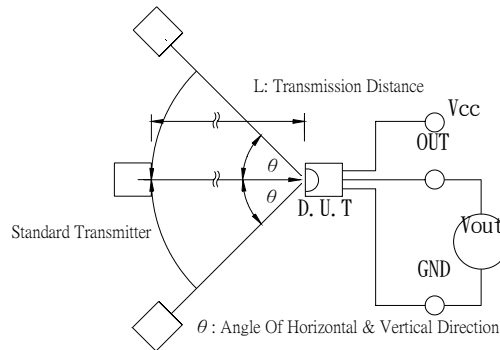 L: Transmission Distance
Vcc
OUT
θ
θ
D.U.T
Standard Transmitter
Vout
GND
θ : Angle Of Horizontal & Vertical Direction